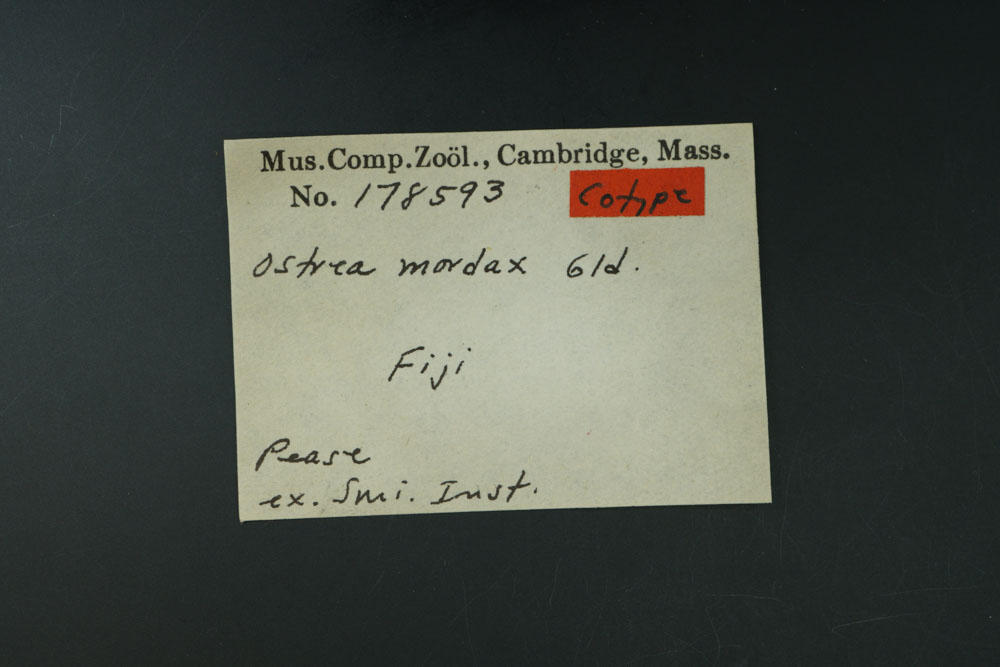 Mus.Comp.Zoöl., Cambridge, Mass.
No. 178593 Cotype
Ostrea mordax Gld.
Fiji
Pease
ex. Smi. Inst.